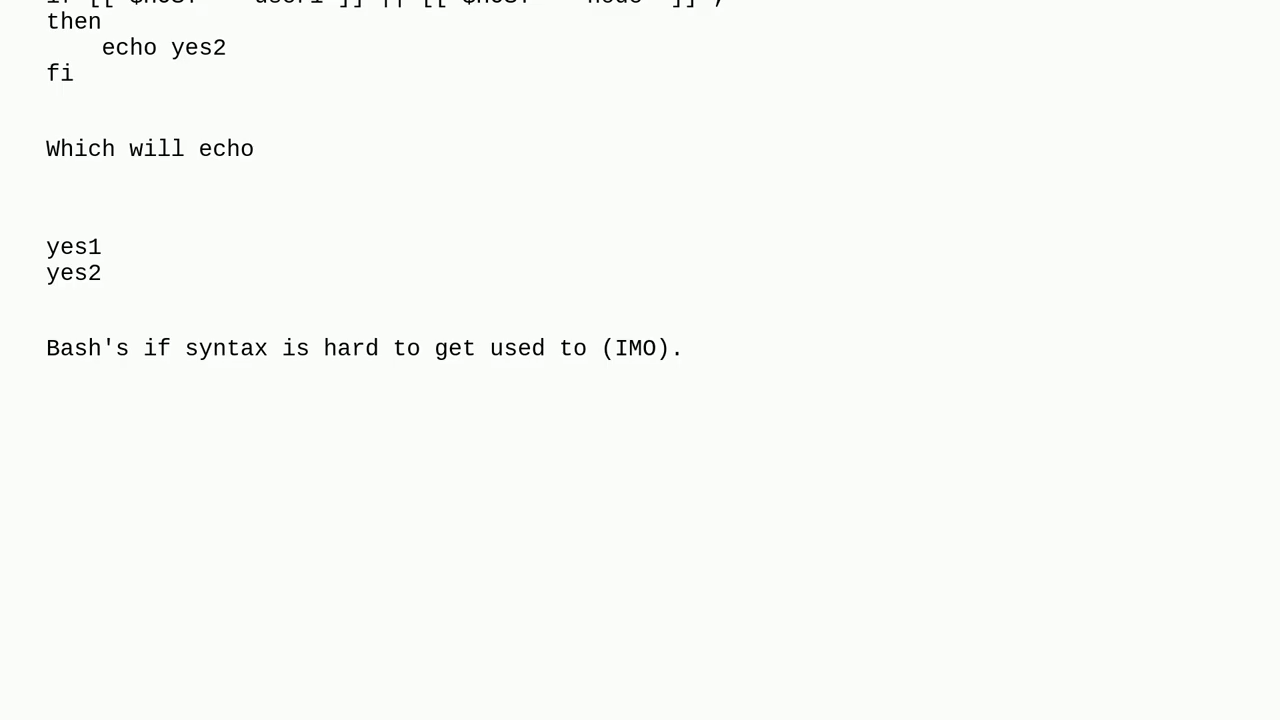 then
    echo yes2
fi
Which will echo
yes1
yes2
Bash's if syntax is hard to get used to (IMO).